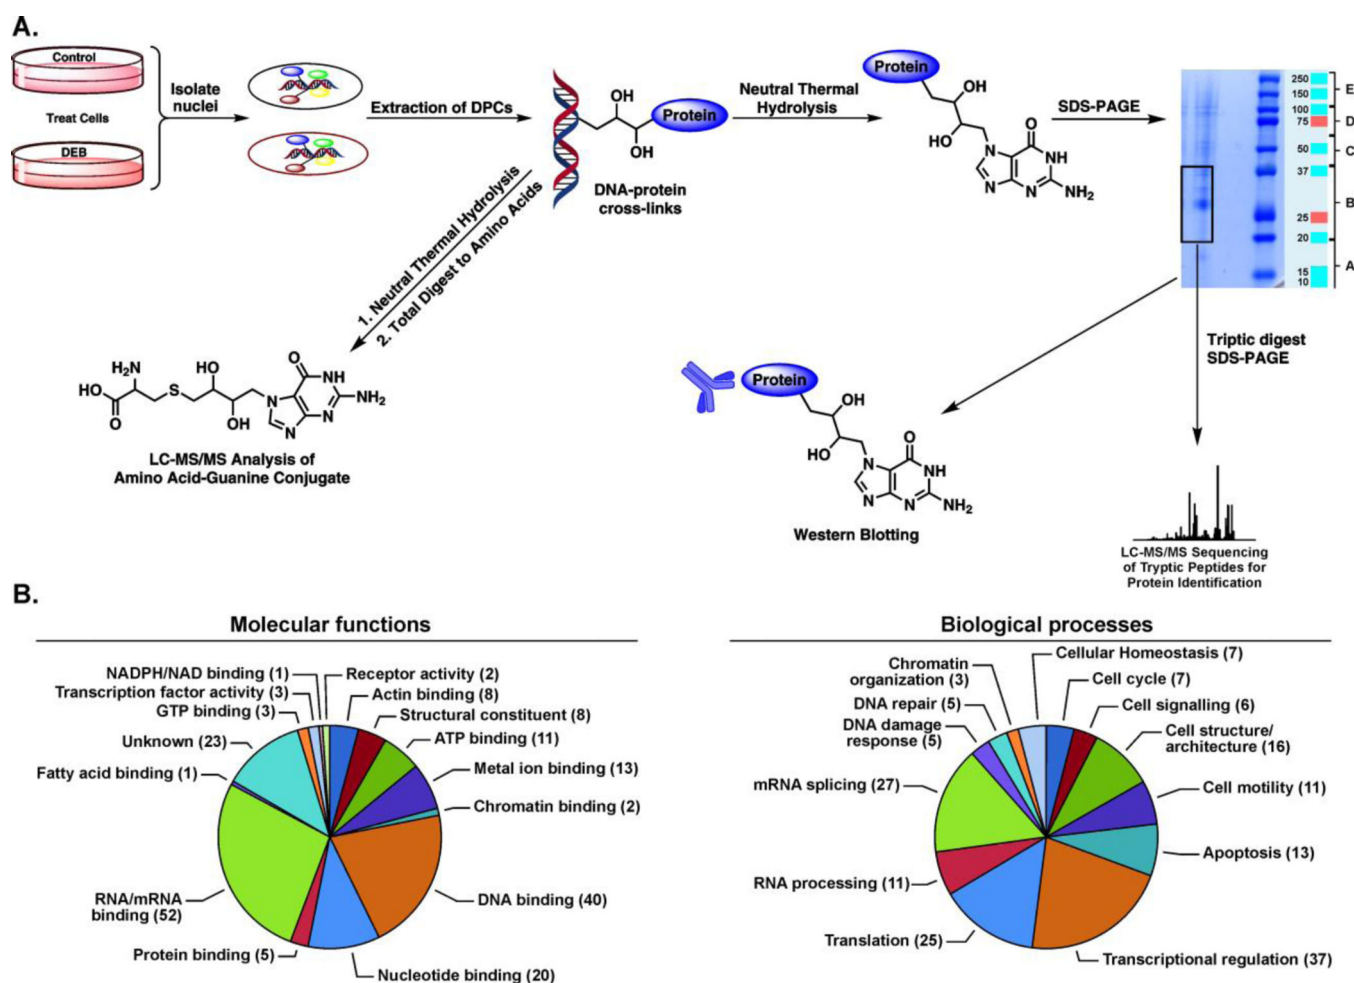 A.
Control
Treat Cells
DEB
Isolate
nuclei
Extraction of DPCs
OH
OH
Protein
DNA-protein
cross-links
Neutral Thermal
Hydrolysis
Protein
OH
HO
O
N
NH
N
N
NH2
SDS-PAGE
250
150
100
75
50
37
25
20
15
10
E
D
C
B
A
1. Neutral Thermal Hydrolysis
2. Total Digest to Amino Acids
H2N
HO
O
S
HO
OH
O
N
NH
N
N
NH2
LC-MS/MS Analysis of
Amino Acid-Guanine Conjugate
Protein
OH
HO
O
N
NH
N
N
NH2
Western Blotting
Triptic digest
SDS-PAGE
LC-MS/MS Sequencing
of Tryptic Peptides for
Protein Identification
B.
Molecular functions
NADPH/NAD binding (1)
Transcription factor activity (3)
GTP binding (3)
Unknown (23)
Fatty acid binding (1)
RNA/mRNA
binding (52)
Protein binding (5)
Receptor activity (2)
Actin binding (8)
Structural constituent (8)
ATP binding (11)
Metal ion binding (13)
Chromatin binding (2)
DNA binding (40)
Nucleotide binding (20)
Biological processes
Chromatin
organization (3)
DNA repair (5)
DNA damage
response (5)
mRNA splicing (27)
RNA processing (11)
Translation (25)
Cellular Homeostasis (7)
Cell cycle (7)
Cell signalling (6)
Cell structure/
architecture (16)
Cell motility (11)
Apoptosis (13)
Transcriptional regulation (37)